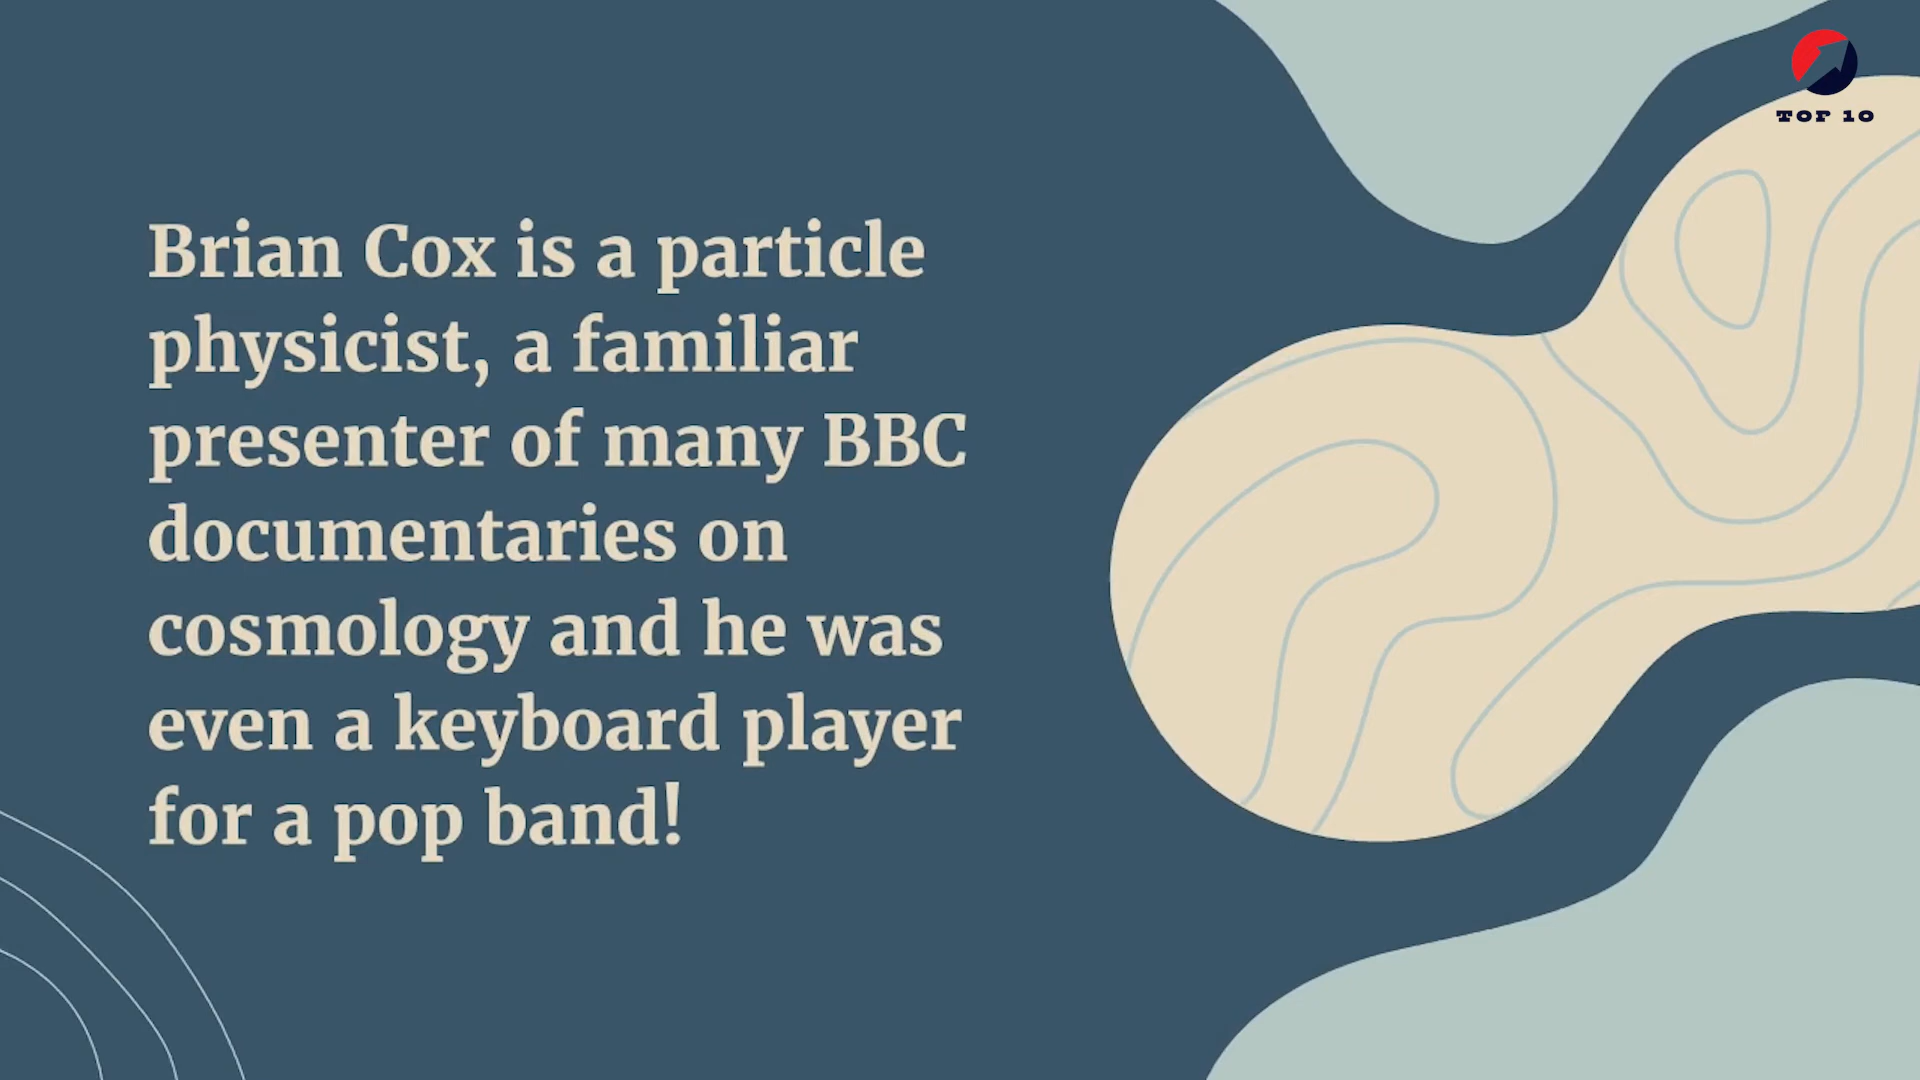 TOP 10
Brian Cox is a particle
physicist, a familiar
presenter of many BBC
documentaries on
cosmology and he was
even a keyboard player
for a pop band!